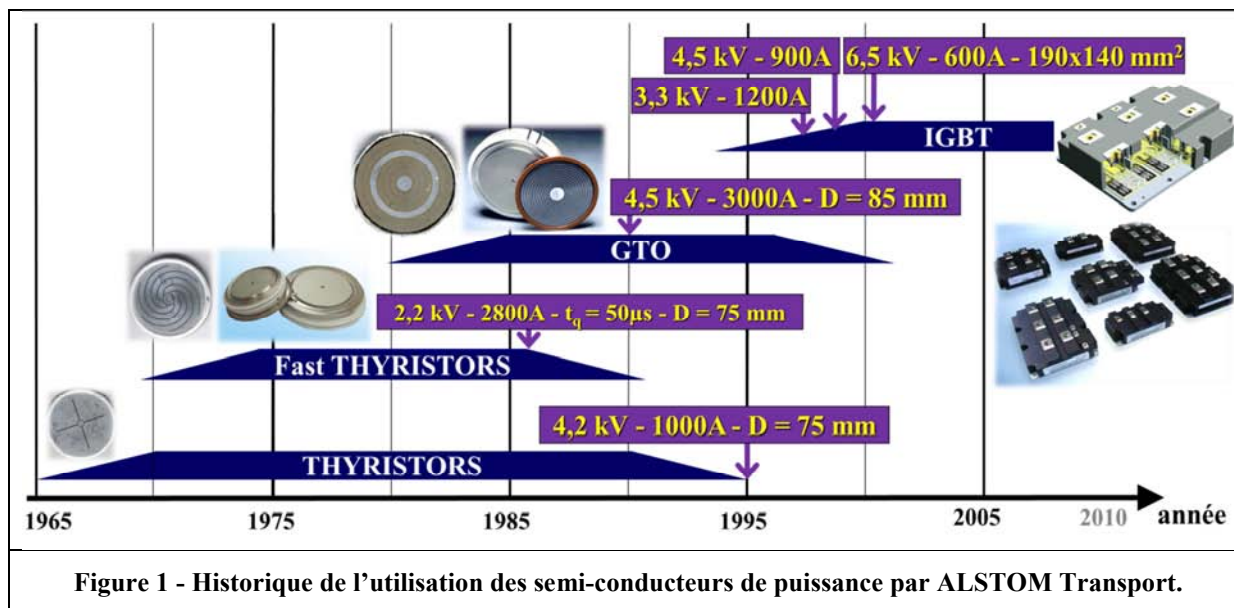 4,5 kV - 900A
6,5 kV - 600A - 190x140 mm²
3,3 kV - 1200A
IGBT
4,5 kV - 3000A - D = 85 mm
GTO
2,2 kV - 2800A - tq = 50µs - D = 75 mm
Fast THYRISTORS
4,2 kV - 1000A - D = 75 mm
THYRISTORS
1965 1975 1985 1995 2005 2010 année
Figure 1 - Historique de l’utilisation des semi-conducteurs de puissance par ALSTOM Transport.